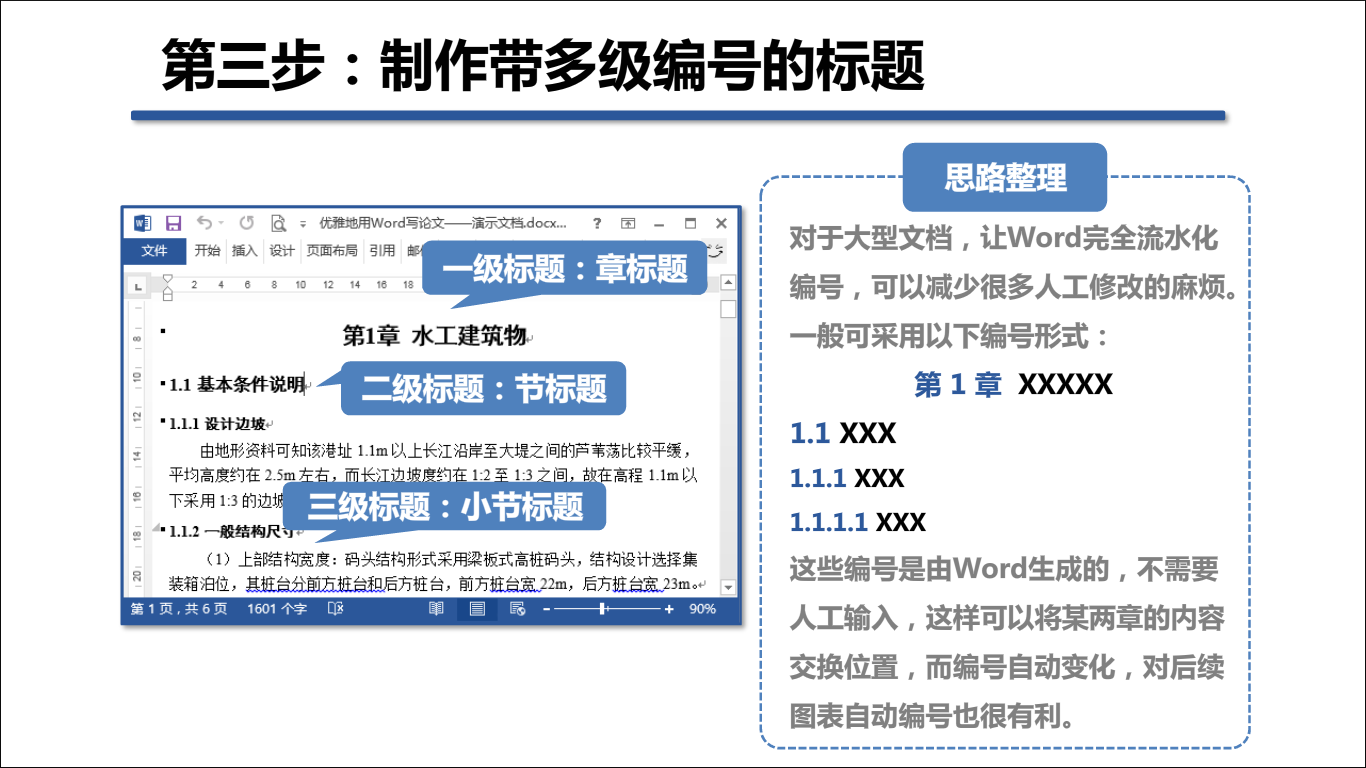 第三步：制作带多级编号的标题
优雅地用Word写论文——演示文档.docx...
文件 开始 插入 设计 页面布局 引用
一级标题：章标题
2 4 6 8 10 12 14 16 18
第1章 水工建筑物
1.1 基本条件说明
二级标题：节标题
1.1.1 设计边坡
由地形资料可知该港址 1.1m 以上长江沿岸至大堤之间的芦苇荡比较平缓，
平均高度约在 2.5m 左右，而长江边坡度约在 1:2 至 1:3 之间，故在高程 1.1m 以
下采用 1:3 的边坡
三级标题：小节标题
1.1.2 一般结构尺寸
（1）上部结构宽度：码头结构形式采用梁板式高桩码头，结构设计选择集
装箱泊位，其桩台分前方桩台和后方桩台，前方桩台宽 22m，后方桩台宽 23m。
8
10
12
14
16
18
20
第 1 页，共 6 页 1601 个字 90%
思路整理
对于大型文档，让Word完全流水化
编号，可以减少很多人工修改的麻烦。
一般可采用以下编号形式：
第 1 章 XXXXX
1.1 XXX
1.1.1 XXX
1.1.1.1 XXX
这些编号是由Word生成的，不需要
人工输入，这样可以将某两章的内容
交换位置，而编号自动变化，对后续
图表自动编号也很有利。